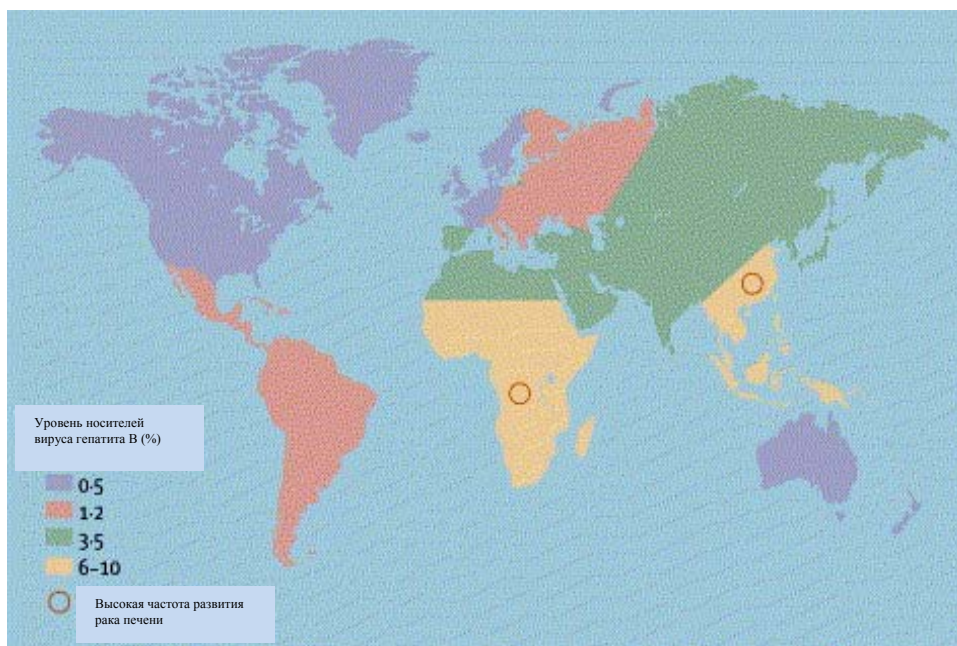 Уровень носителей
вируса гепатита В (%)
0·5
1·2
3·5
6–10
Высокая частота развития
рака печени